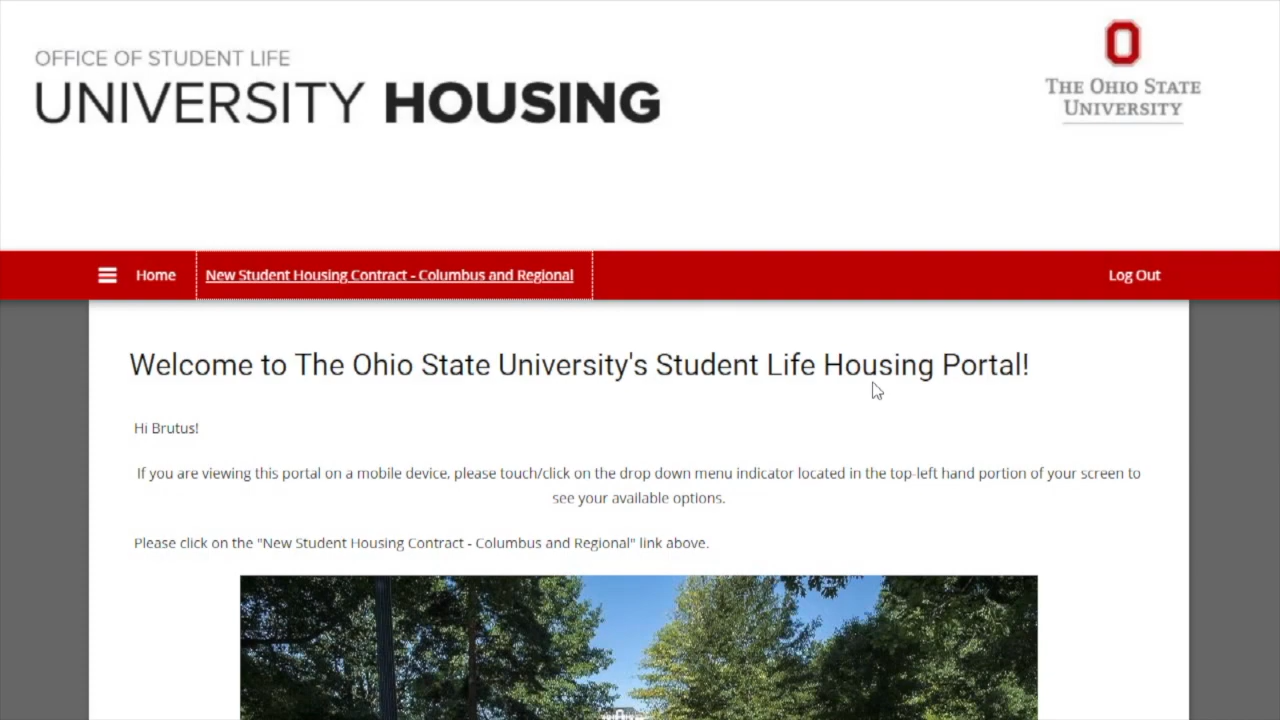 OFFICE OF STUDENT LIFE
UNIVERSITY HOUSING
THE OHIO STATE
UNIVERSITY
Home
New Student Housing Contract - Columbus and Regional
Log Out
Welcome to The Ohio State University's Student Life Housing Portal!
Hi Brutus!
If you are viewing this portal on a mobile device, please touch/click on the drop down menu indicator located in the top-left hand portion of your screen to
see your available options.
Please click on the "New Student Housing Contract - Columbus and Regional" link above.